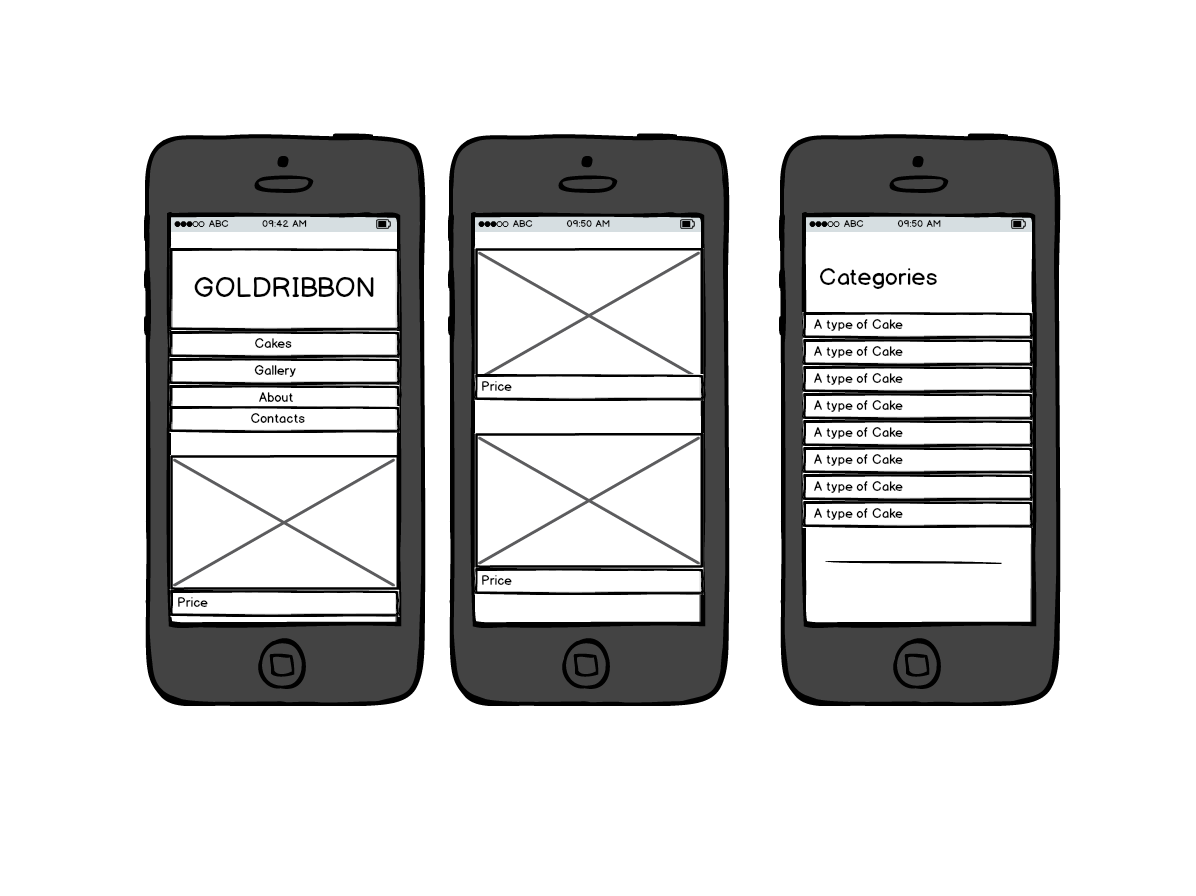 ABC 09:42 AM
GOLDRIBBON
Cakes
Gallery
About
Contacts
Price
ABC 09:50 AM
Price
Price
ABC 09:50 AM
Categories
A type of Cake
A type of Cake
A type of Cake
A type of Cake
A type of Cake
A type of Cake
A type of Cake
A type of Cake